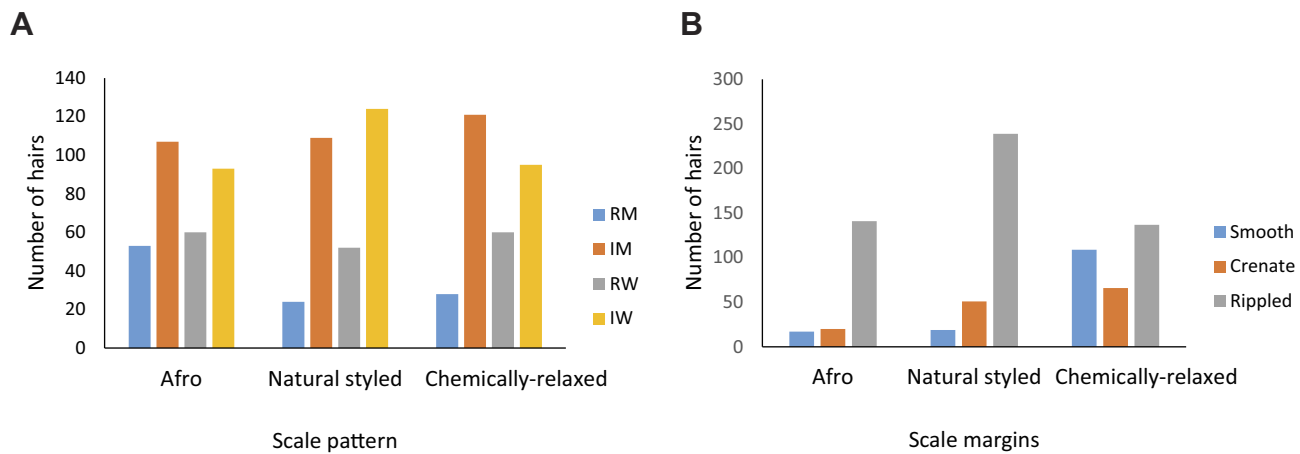 A
140
120
100
80
60
40
20
0
Number of hairs
Afro
Natural styled
Chemically-relaxed
Scale pattern
RM
IM
RW
IW
B
300
250
200
150
100
50
0
Number of hairs
Afro
Natural styled
Chemically-relaxed
Scale margins
Smooth
Crenate
Rippled